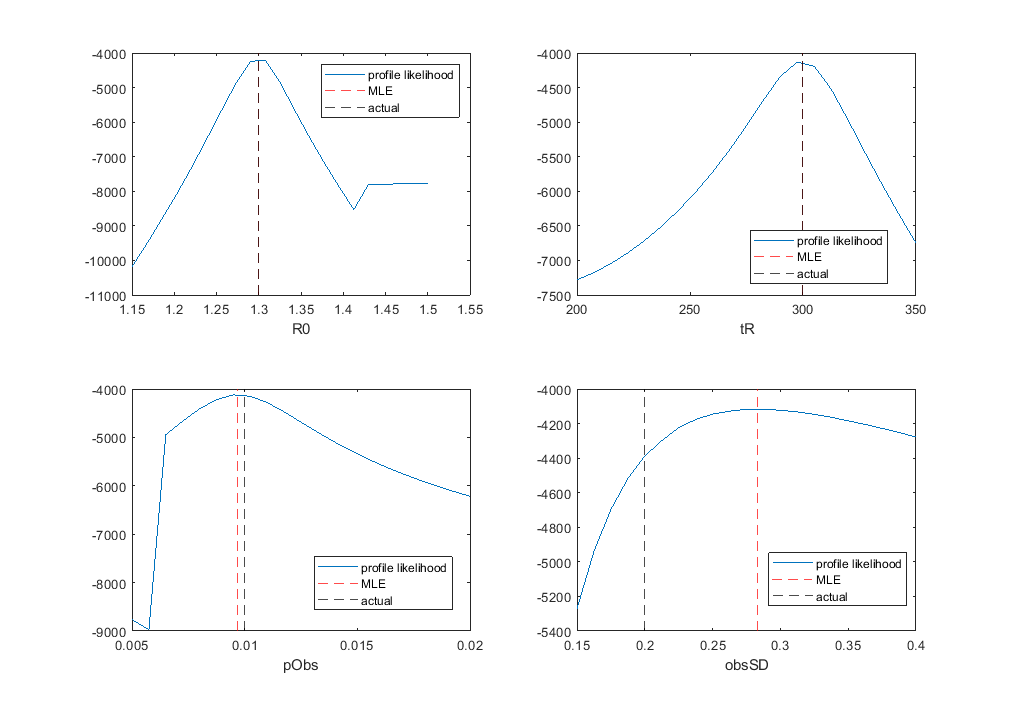 -4000
-5000
-6000
-7000
-8000
-9000
-10000
-11000
1.15 1.2 1.25 1.3 1.35 1.4 1.45 1.5 1.55
R0
profile likelihood
MLE
actual
-4000
-4500
-5000
-5500
-6000
-6500
-7000
-7500
200 250 300 350
tR
profile likelihood
MLE
actual
-4000
-5000
-6000
-7000
-8000
-9000
0.005 0.01 0.015 0.02
pObs
profile likelihood
MLE
actual
-4000
-4200
-4400
-4600
-4800
-5000
-5200
-5400
0.15 0.2 0.25 0.3 0.35 0.4
obsSD
profile likelihood
MLE
actual